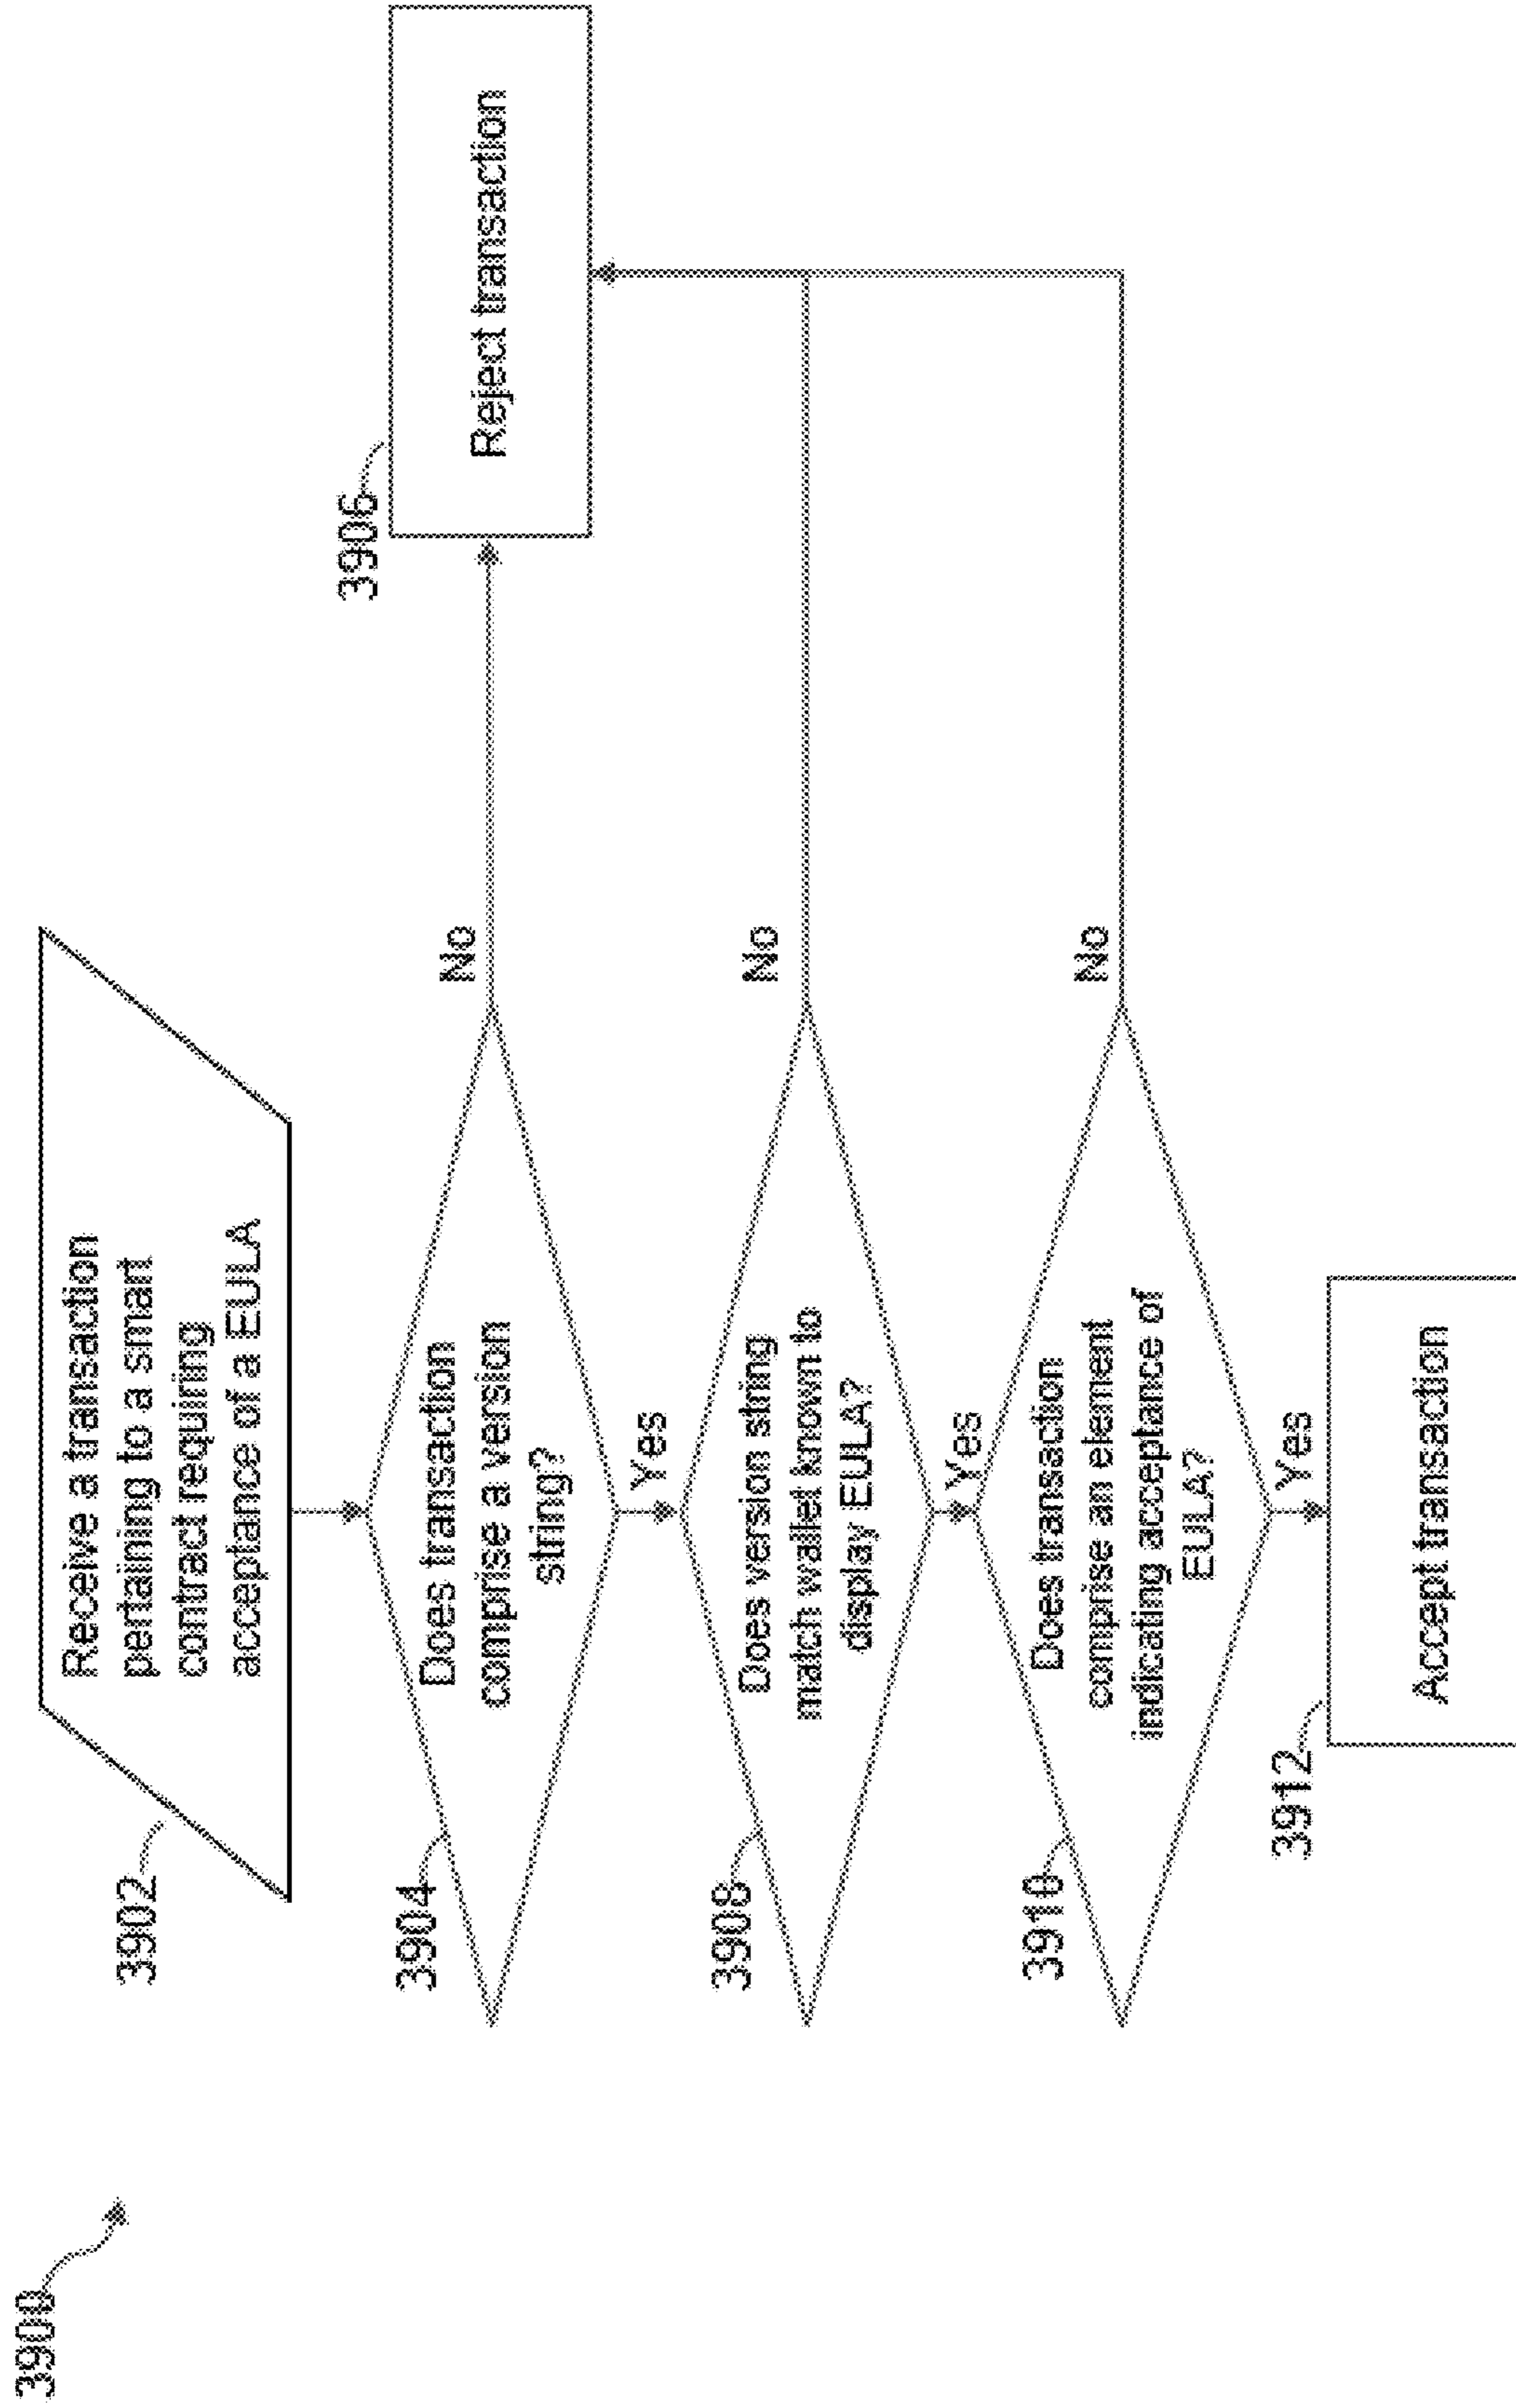 3900
3902
Receive a transaction
pertaining to a smart
contract requiring
acceptance of a EULA
3904
Does transaction
comprise a version
string?
No
3906
Reject transaction
Yes
3908
Does version string
match wallet known to
display EULA?
No
Yes
3910
Does transaction
comprise an element
indicating acceptance of
EULA?
No
Yes
3912
Accept transaction